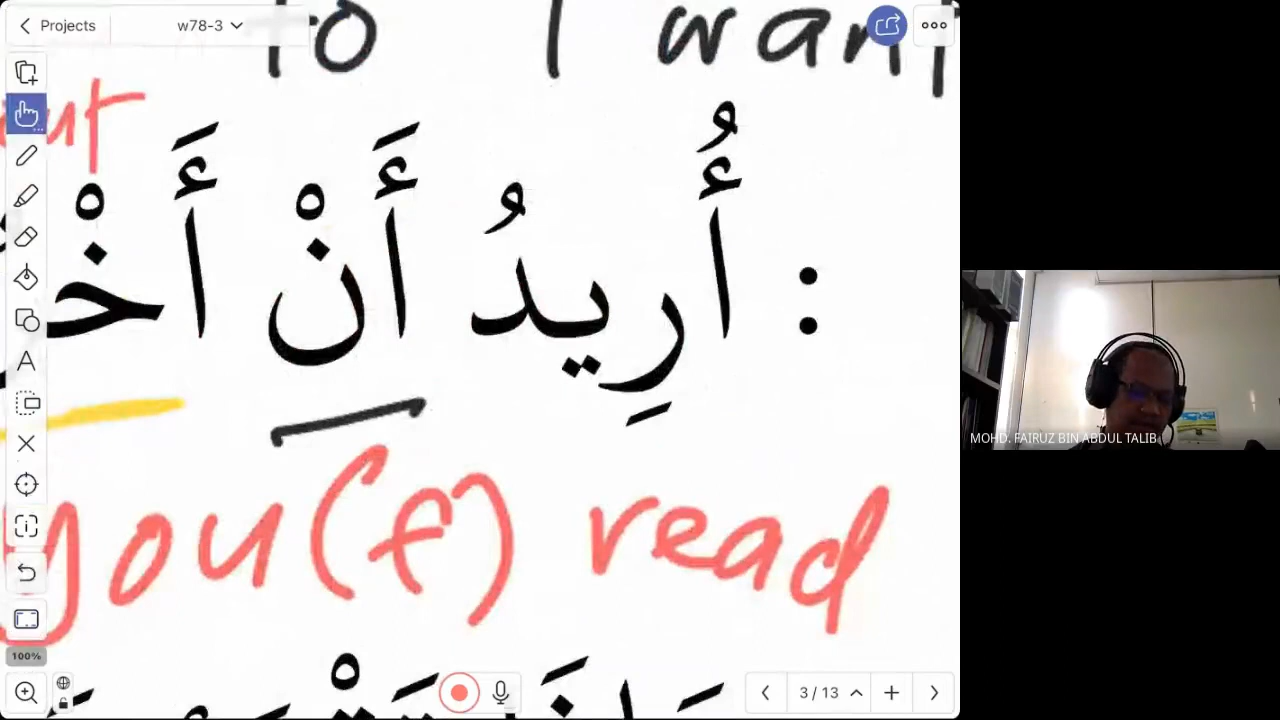 Projects
w78-3
to I want
ut
: أُرِيدُ أَنْ أَخْ
you(f) read
100%
3 / 13
MOHD. FAIRUZ BIN ABDUL TALIB